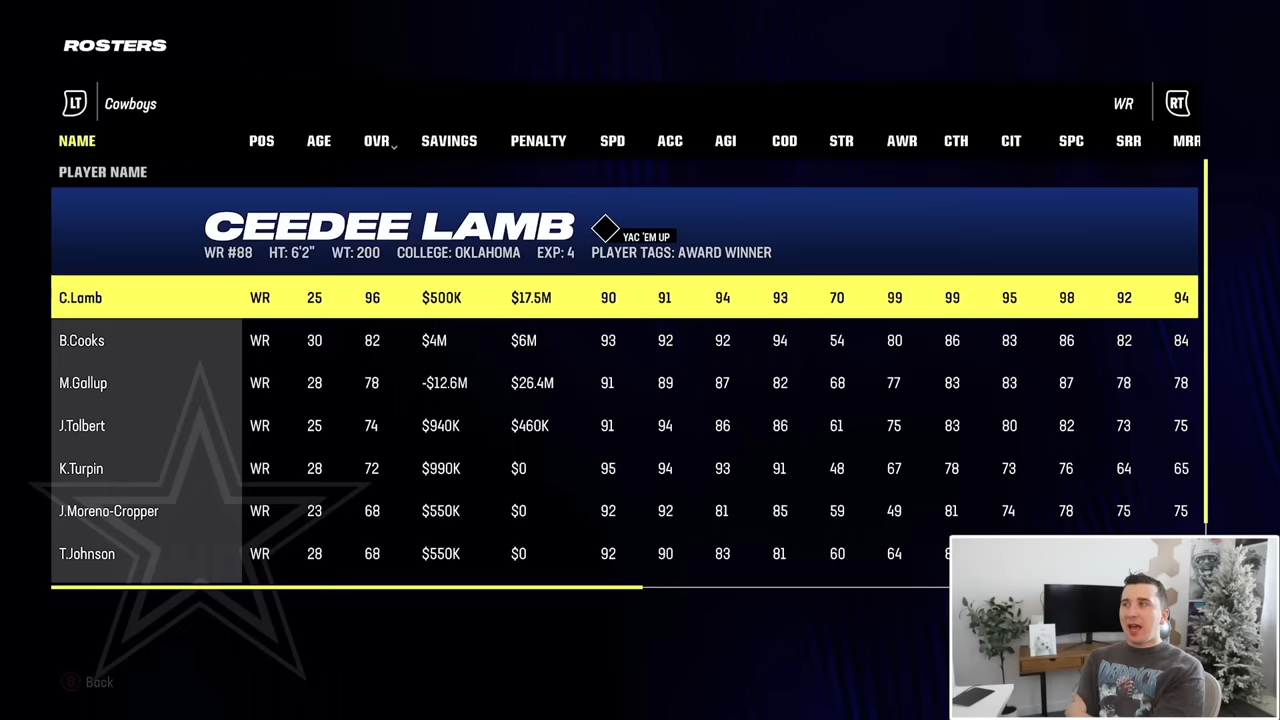 ROSTERS
LT Cowboys WR RT
NAME POS AGE OVR SAVINGS PENALTY SPD ACC AGI COD STR AWR CTH CIT SPC SRR MRR
PLAYER NAME
CEEDEE LAMB YAC 'EM UP
WR #88 HT: 6'2" WT: 200 COLLEGE: OKLAHOMA EXP: 4 PLAYER TAGS: AWARD WINNER
C.Lamb WR 25 96 $500K $17.5M 90 91 94 93 70 99 99 95 98 92 94
B.Cooks WR 30 82 $4M $6M 93 92 92 94 54 80 86 83 86 82 84
M.Gallup WR 28 78 -$12.6M $26.4M 91 89 87 82 68 77 83 83 87 78 78
J.Tolbert WR 25 74 $940K $460K 91 94 86 86 61 75 83 80 82 73 75
K.Turpin WR 28 72 $990K $0 95 94 93 91 48 67 78 73 76 64 65
J.Moreno-Cropper WR 23 68 $550K $0 92 92 81 85 59 49 81 74 78 75 75
T.Johnson WR 28 68 $550K $0 92 90 83 81 60 64
B Back